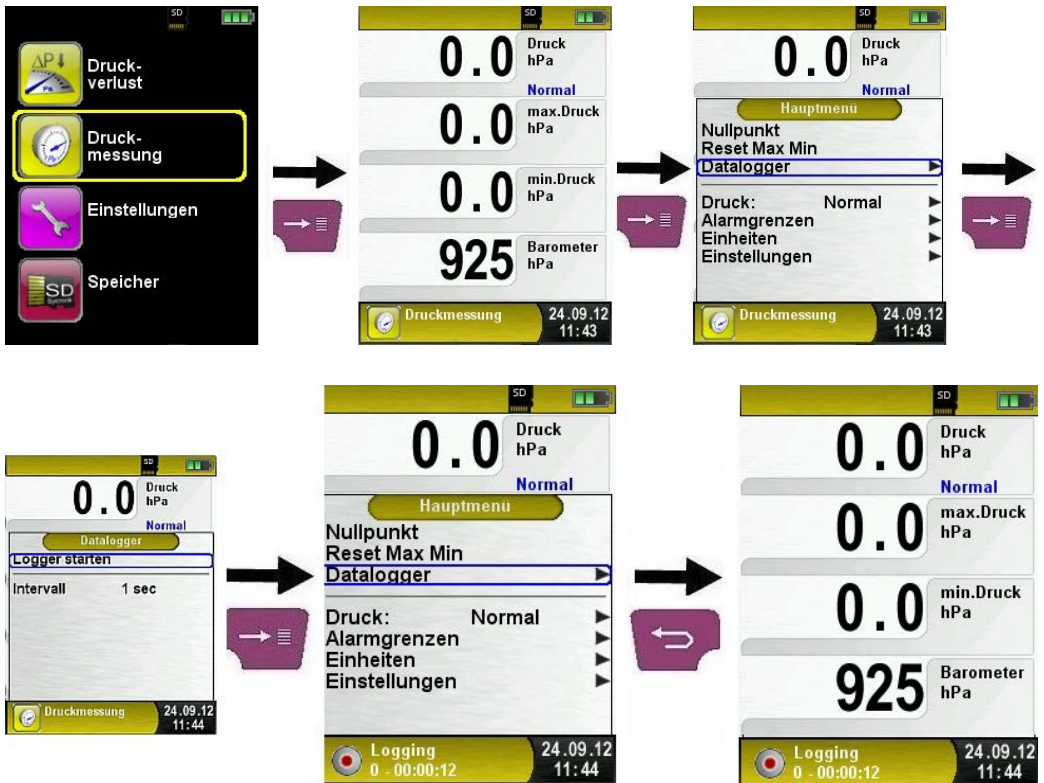 SD
Druck-
verlust
Druck-
messung
Einstellungen
Speicher
SD
0.0 Druck
hPa
Normal
0.0 max.Druck
hPa
0.0 min.Druck
hPa
925 Barometer
hPa
Druckmessung 24.09.12
11:43
SD
0.0 Druck
hPa
Normal
Hauptmenü
Nullpunkt
Reset Max Min
Datalogger
Druck: Normal
Alarmgrenzen
Einheiten
Einstellungen
Druckmessung 24.09.12
11:43
SD
0.0 Druck
hPa
Normal
Datalogger
Logger starten
Intervall 1 sec
Druckmessung 24.09.12
11:44
SD
0.0 Druck
hPa
Normal
Hauptmenü
Nullpunkt
Reset Max Min
Datalogger
Druck: Normal
Alarmgrenzen
Einheiten
Einstellungen
Logging 24.09.12
0 - 00:00:12 11:44
SD
0.0 Druck
hPa
Normal
0.0 max.Druck
hPa
0.0 min.Druck
hPa
925 Barometer
hPa
Logging 24.09.12
0 - 00:00:12 11:44